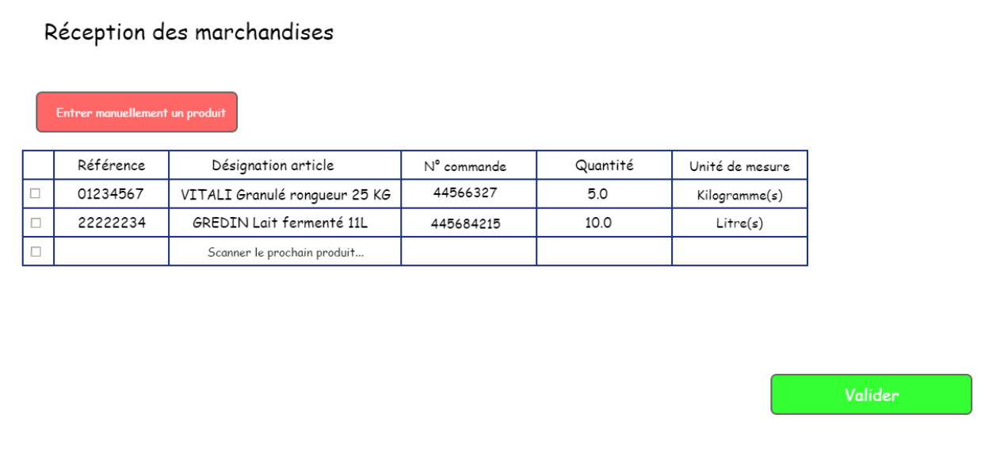 Réception des marchandises
Entrer manuellement un produit
Référence Désignation article N° commande Quantité Unité de mesure
01234567 VITALI Granulé rongueur 25 KG 44566327 5.0 Kilogramme(s)
22222234 GREDIN Lait fermenté 11L 445684215 10.0 Litre(s)
Scanner le prochain produit...
Valider